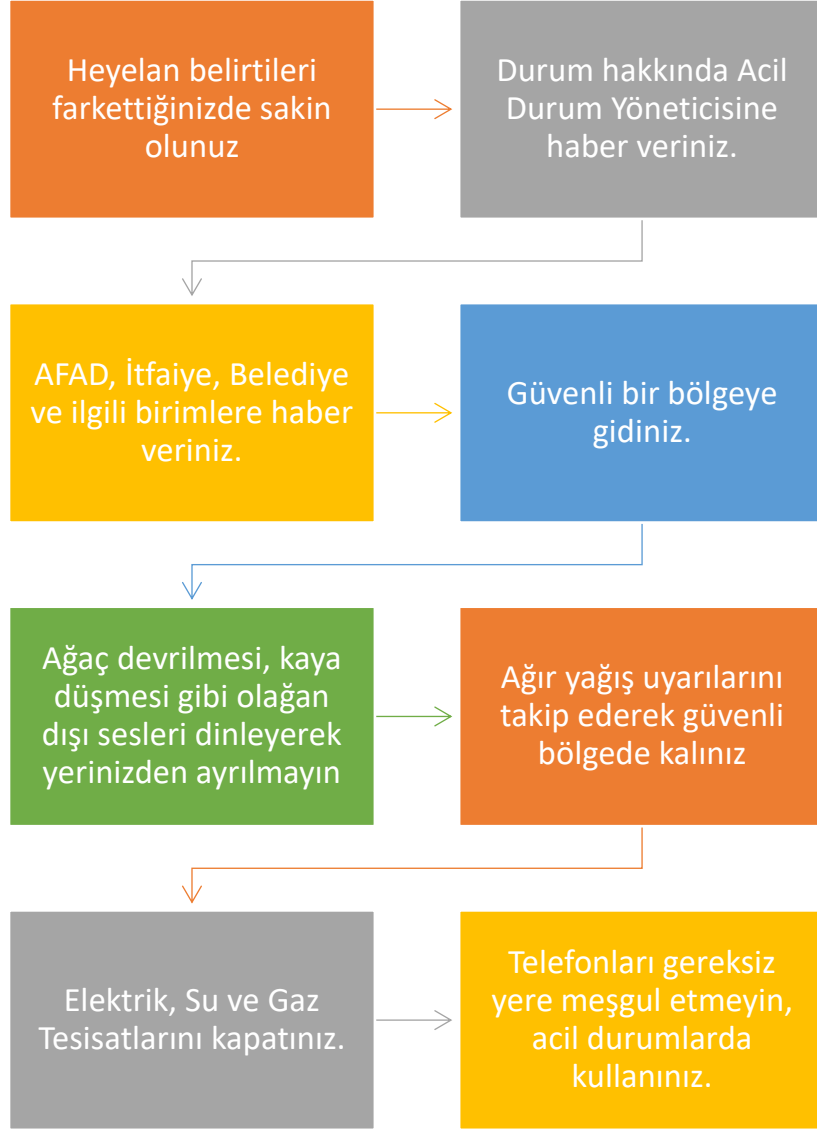 Heyelan belirtileri
farkettiğinizde sakin
olunuz
Durum hakkında Acil
Durum Yöneticisine
haber veriniz.
AFAD, İtfaiye, Belediye
ve ilgili birimlere haber
veriniz.
Güvenli bir bölgeye
gidiniz.
Ağaç devrilmesi, kaya
düşmesi gibi olağan
dışı sesleri dinleyerek
yerinizden ayrılmayın
Ağır yağış uyarılarını
takip ederek güvenli
bölgede kalınız
Elektrik, Su ve Gaz
Tesisatlarını kapatınız.
Telefonları gereksiz
yere meşgul etmeyin,
acil durumlarda
kullanınız.